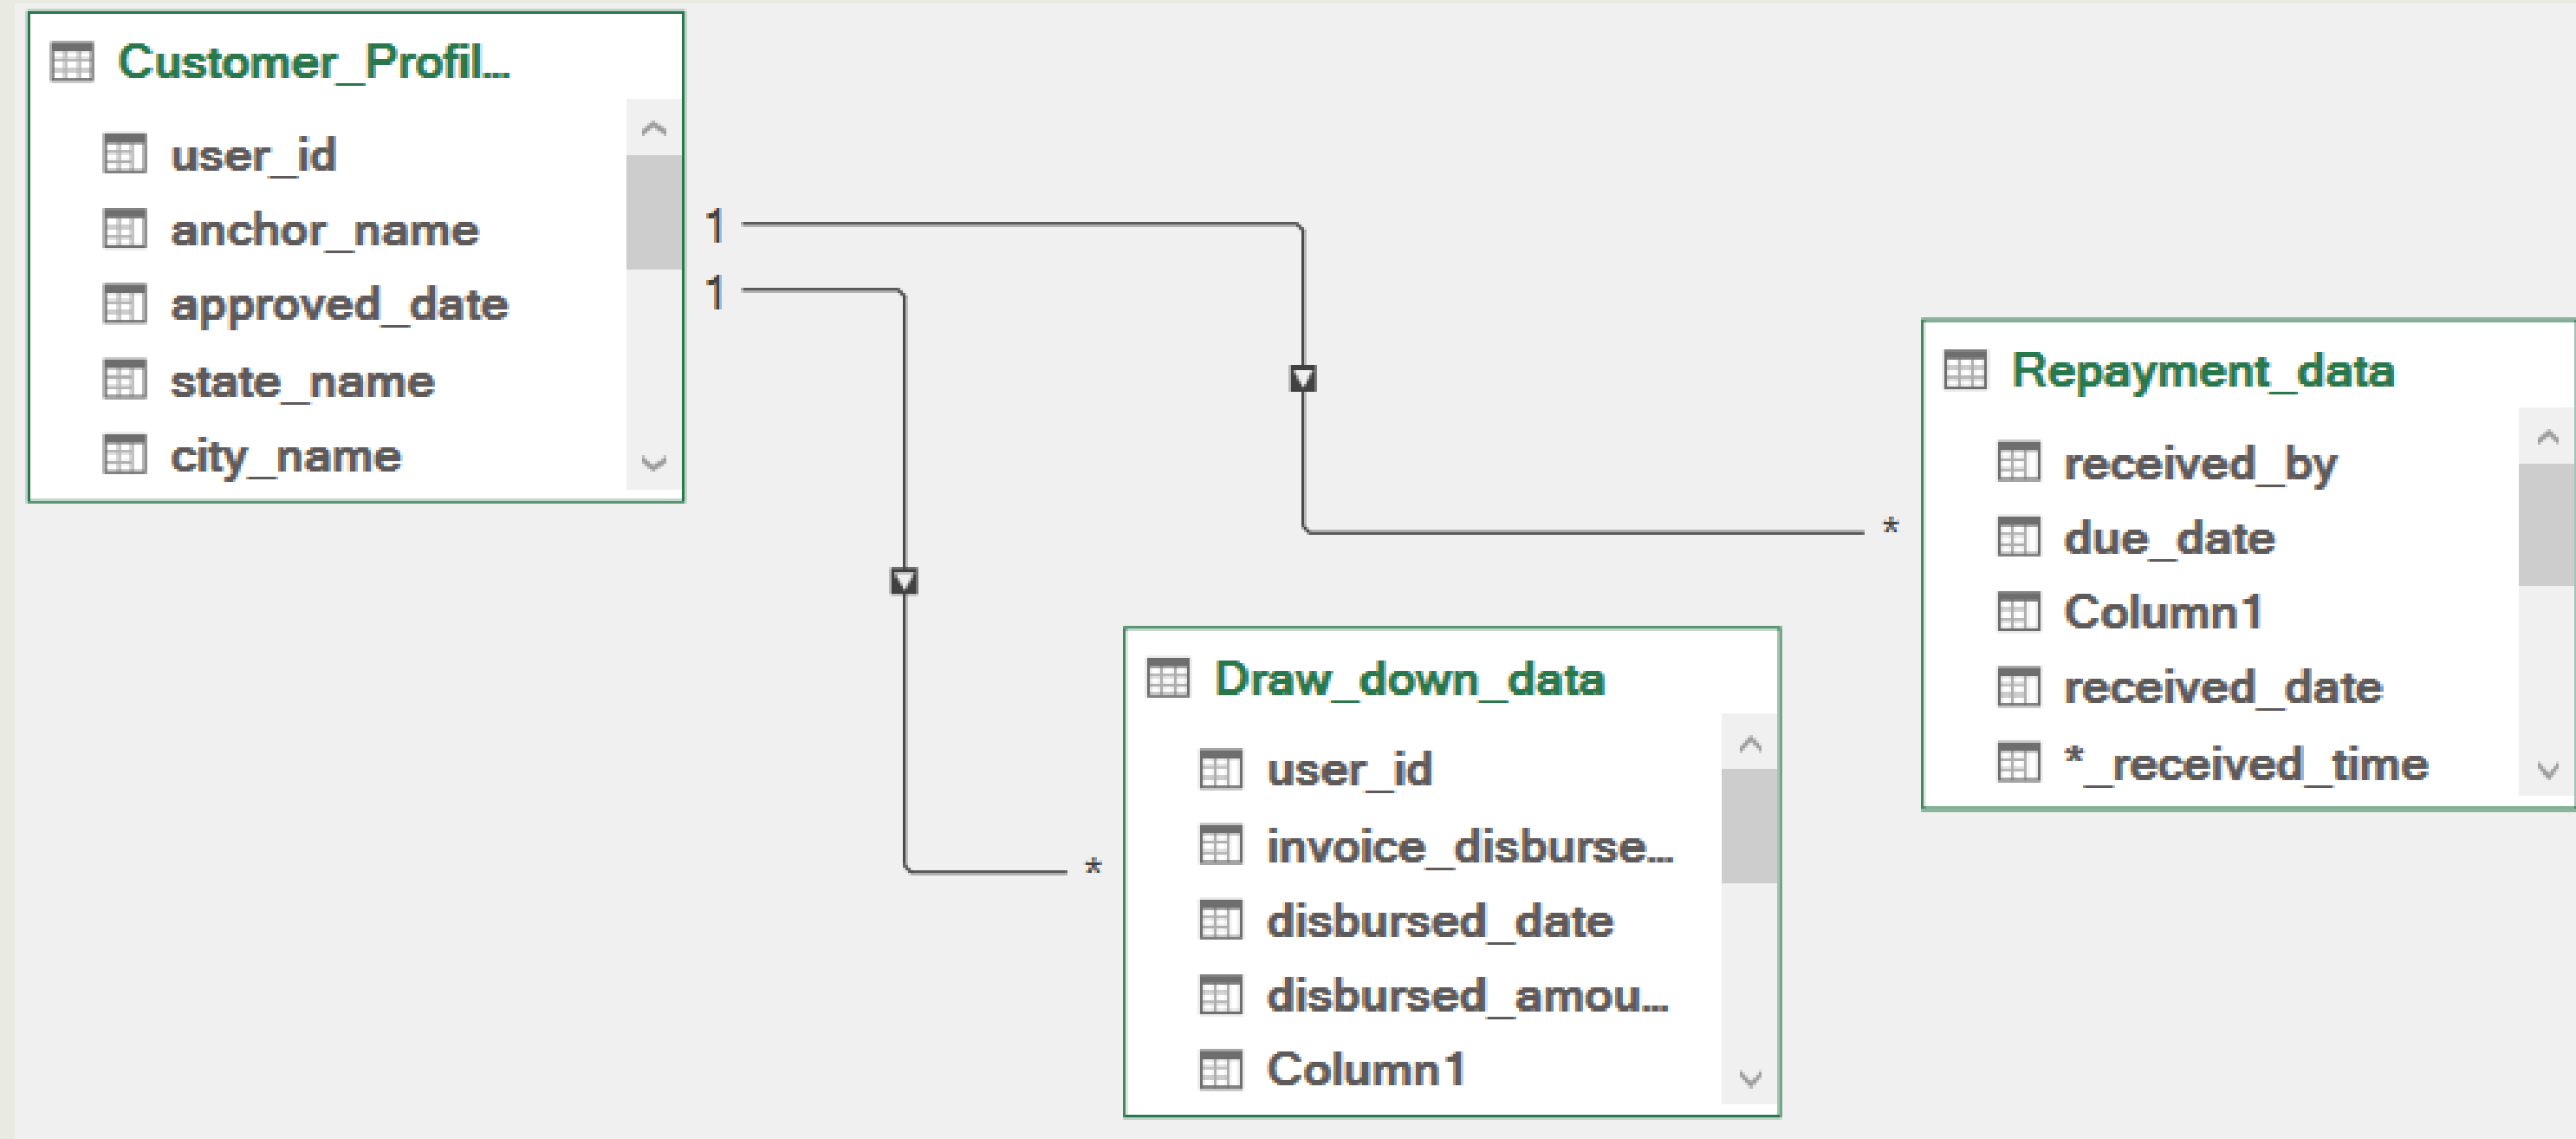 Customer_Profil...
user_id
anchor_name
approved_date
state_name
city_name
1
1
*
*
Repayment_data
received_by
due_date
Column1
received_date
*_received_time
Draw_down_data
user_id
invoice_disburse...
disbursed_date
disbursed_amou...
Column1